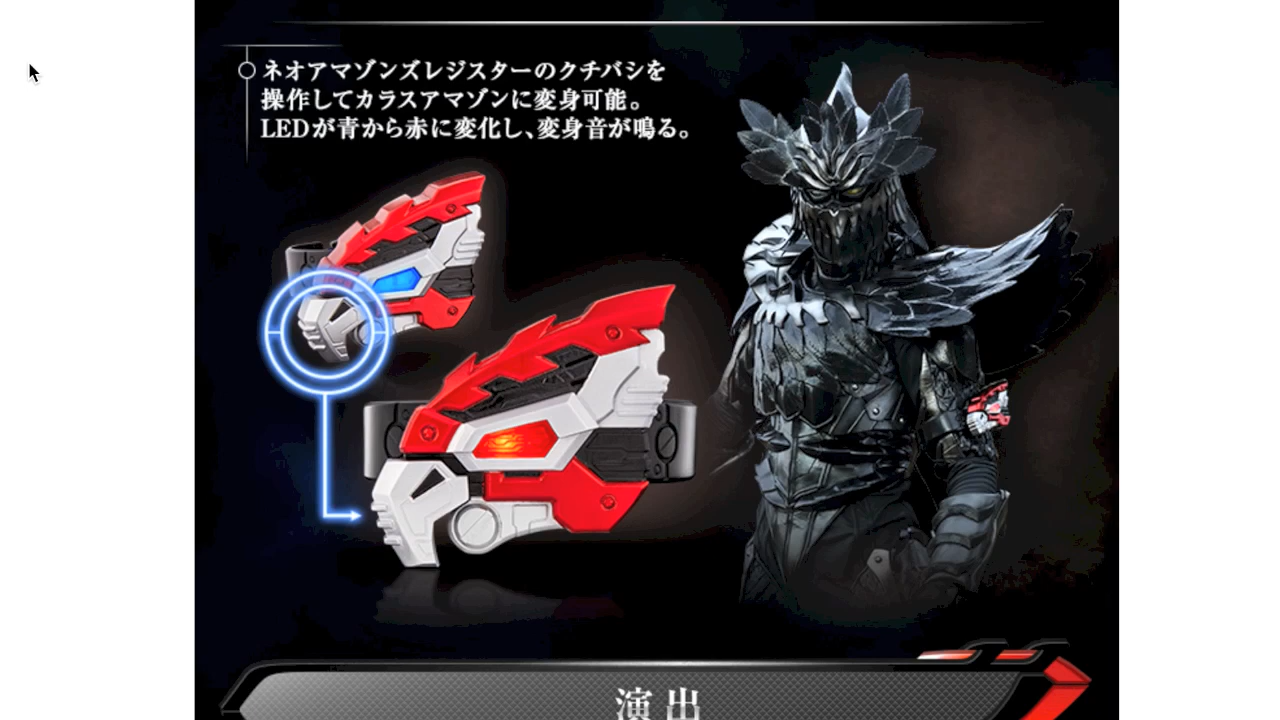 ネオアマゾンズレジスターのクチバシを
操作してカラスアマゾンに変身可能。
LEDが青から赤に変化し、変身音が鳴る。
演出